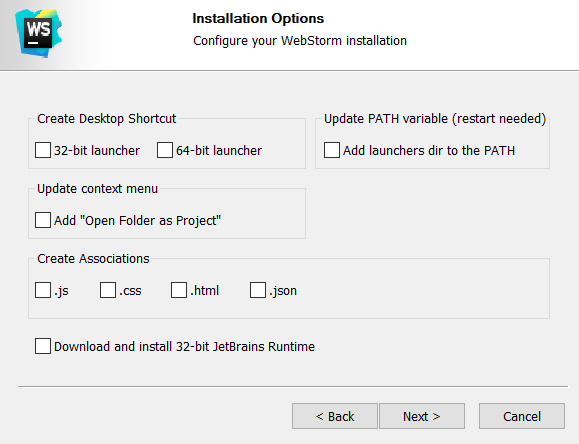 WS
Installation Options
Configure your WebStorm installation
Create Desktop Shortcut
32-bit launcher
64-bit launcher
Update PATH variable (restart needed)
Add launchers dir to the PATH
Update context menu
Add "Open Folder as Project"
Create Associations
.js
.css
.html
.json
Download and install 32-bit JetBrains Runtime
< Back
Next >
Cancel